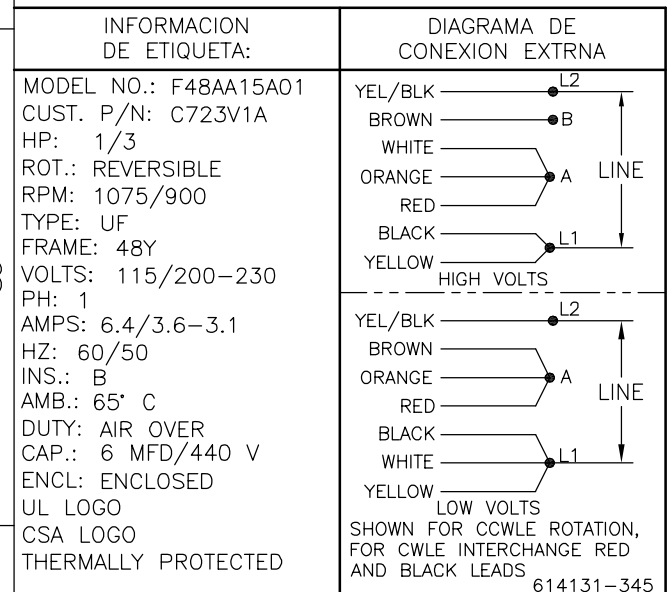 INFORMACION
DE ETIQUETA:
MODEL NO.: F48AA15A01
CUST. P/N: C723V1A
HP: 1/3
ROT.: REVERSIBLE
RPM: 1075/900
TYPE: UF
FRAME: 48Y
VOLTS: 115/200-230
PH: 1
AMPS: 6.4/3.6-3.1
HZ: 60/50
INS.: B
AMB.: 65° C
DUTY: AIR OVER
CAP.: 6 MFD/440 V
ENCL: ENCLOSED
UL LOGO
CSA LOGO
THERMALLY PROTECTED
DIAGRAMA DE
CONEXION EXTRNA
YEL/BLK L2
BROWN B
WHITE
ORANGE A LINE
RED
BLACK L1
YELLOW
HIGH VOLTS
YEL/BLK L2
BROWN
ORANGE A
LINE
RED
BLACK
WHITE L1
YELLOW
LOW VOLTS
SHOWN FOR CCWLE ROTATION,
FOR CWLE INTERCHANGE RED
AND BLACK LEADS
614131-345